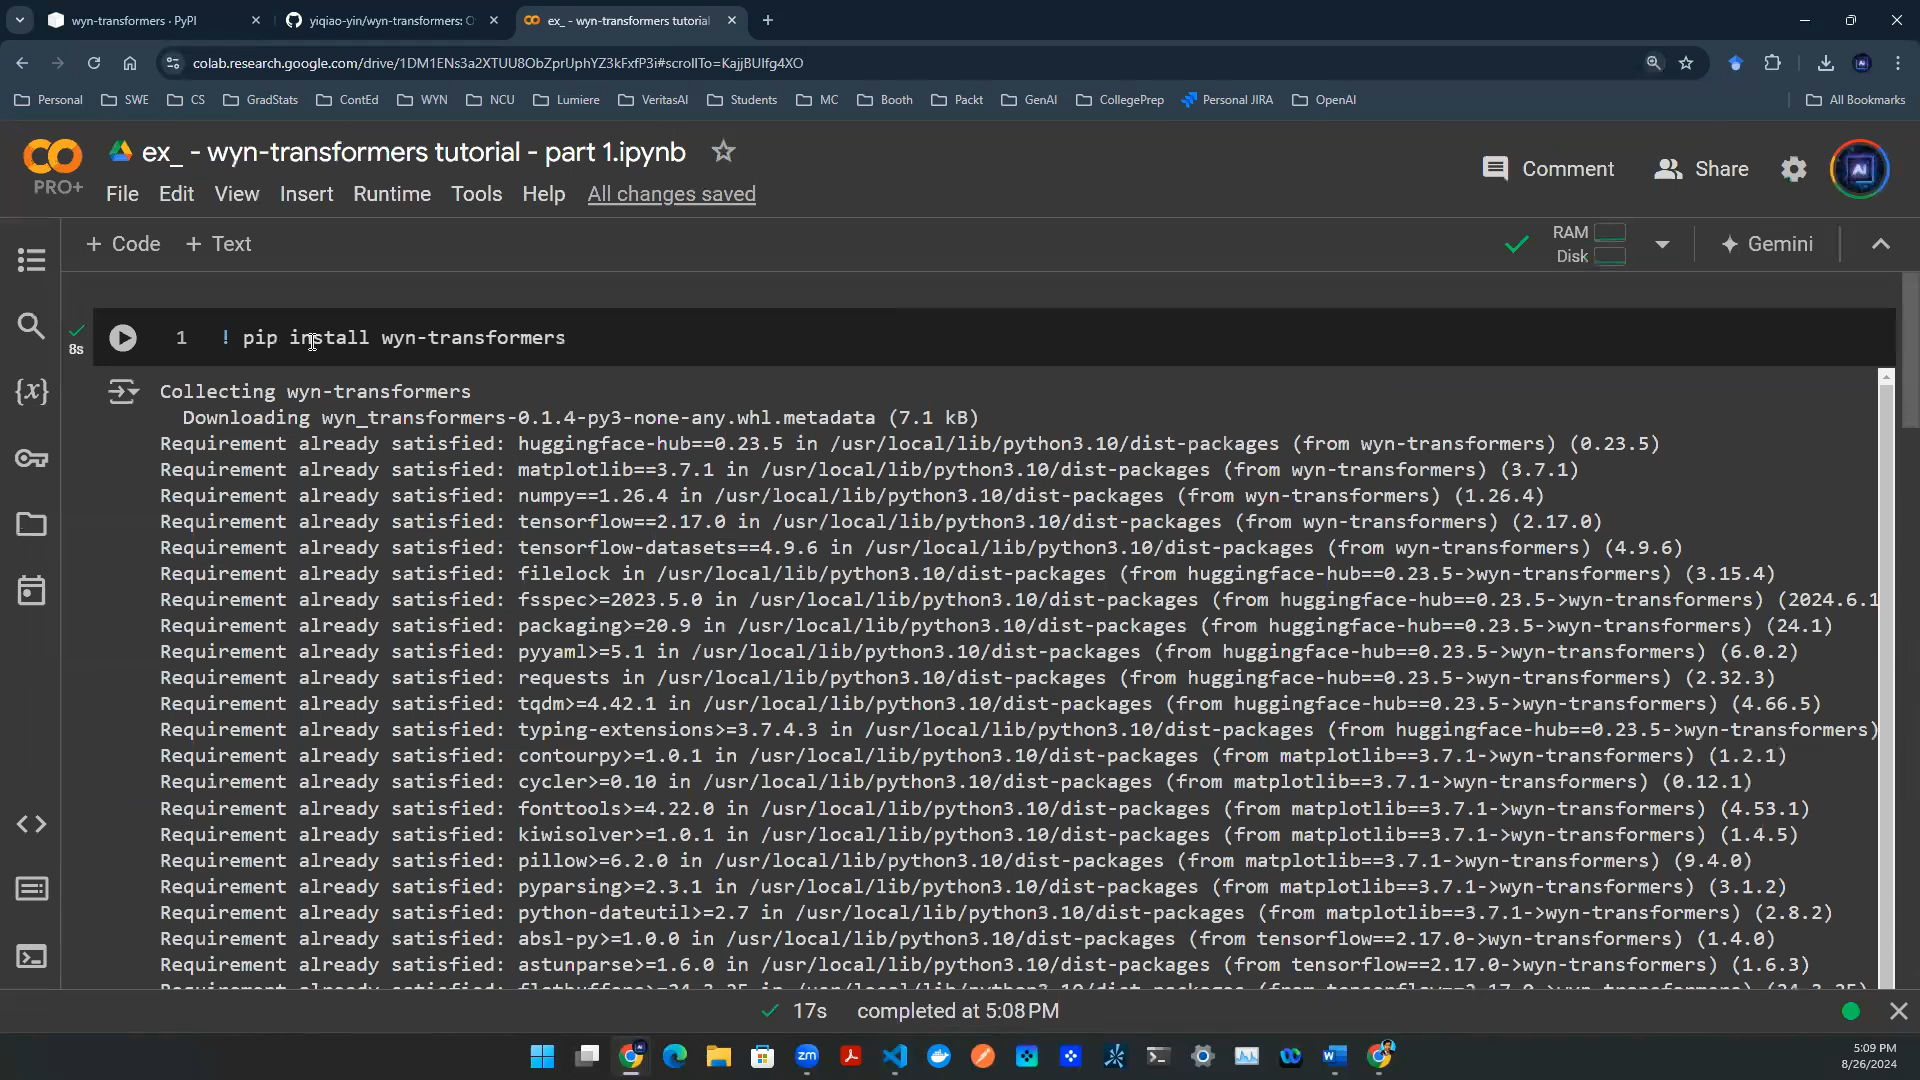 wyn-transformers · PyPI
yiqiao-yin/wyn-transformers: O
ex_ - wyn-transformers tutorial
colab.research.google.com/drive/1DM1ENs3a2XTUU8ObZprUphYZ3kFxfP3i#scrollTo=KajjBUIfg4XO
Personal SWE CS GradStats ContEd WYN NCU Lumiere VeritasAI Students MC Booth Packt GenAI CollegePrep Personal JIRA OpenAI All Bookmarks
ex_ - wyn-transformers tutorial - part 1.ipynb
PRO+
Comment Share AI
File Edit View Insert Runtime Tools Help All changes saved
+ Code + Text
RAM
Disk
Gemini
8s
1 ! pip install wyn-transformers
Collecting wyn-transformers
Downloading wyn_transformers-0.1.4-py3-none-any.whl.metadata (7.1 kB)
Requirement already satisfied: huggingface-hub==0.23.5 in /usr/local/lib/python3.10/dist-packages (from wyn-transformers) (0.23.5)
Requirement already satisfied: matplotlib==3.7.1 in /usr/local/lib/python3.10/dist-packages (from wyn-transformers) (3.7.1)
Requirement already satisfied: numpy==1.26.4 in /usr/local/lib/python3.10/dist-packages (from wyn-transformers) (1.26.4)
Requirement already satisfied: tensorflow==2.17.0 in /usr/local/lib/python3.10/dist-packages (from wyn-transformers) (2.17.0)
Requirement already satisfied: tensorflow-datasets==4.9.6 in /usr/local/lib/python3.10/dist-packages (from wyn-transformers) (4.9.6)
Requirement already satisfied: filelock in /usr/local/lib/python3.10/dist-packages (from huggingface-hub==0.23.5->wyn-transformers) (3.15.4)
Requirement already satisfied: fsspec>=2023.5.0 in /usr/local/lib/python3.10/dist-packages (from huggingface-hub==0.23.5->wyn-transformers) (2024.6.1
Requirement already satisfied: packaging>=20.9 in /usr/local/lib/python3.10/dist-packages (from huggingface-hub==0.23.5->wyn-transformers) (24.1)
Requirement already satisfied: pyyaml>=5.1 in /usr/local/lib/python3.10/dist-packages (from huggingface-hub==0.23.5->wyn-transformers) (6.0.2)
Requirement already satisfied: requests in /usr/local/lib/python3.10/dist-packages (from huggingface-hub==0.23.5->wyn-transformers) (2.32.3)
Requirement already satisfied: tqdm>=4.42.1 in /usr/local/lib/python3.10/dist-packages (from huggingface-hub==0.23.5->wyn-transformers) (4.66.5)
Requirement already satisfied: typing-extensions>=3.7.4.3 in /usr/local/lib/python3.10/dist-packages (from huggingface-hub==0.23.5->wyn-transformers)
Requirement already satisfied: contourpy>=1.0.1 in /usr/local/lib/python3.10/dist-packages (from matplotlib==3.7.1->wyn-transformers) (1.2.1)
Requirement already satisfied: cycler>=0.10 in /usr/local/lib/python3.10/dist-packages (from matplotlib==3.7.1->wyn-transformers) (0.12.1)
Requirement already satisfied: fonttools>=4.22.0 in /usr/local/lib/python3.10/dist-packages (from matplotlib==3.7.1->wyn-transformers) (4.53.1)
Requirement already satisfied: kiwisolver>=1.0.1 in /usr/local/lib/python3.10/dist-packages (from matplotlib==3.7.1->wyn-transformers) (1.4.5)
Requirement already satisfied: pillow>=6.2.0 in /usr/local/lib/python3.10/dist-packages (from matplotlib==3.7.1->wyn-transformers) (9.4.0)
Requirement already satisfied: pyparsing>=2.3.1 in /usr/local/lib/python3.10/dist-packages (from matplotlib==3.7.1->wyn-transformers) (3.1.2)
Requirement already satisfied: python-dateutil>=2.7 in /usr/local/lib/python3.10/dist-packages (from matplotlib==3.7.1->wyn-transformers) (2.8.2)
Requirement already satisfied: absl-py>=1.0.0 in /usr/local/lib/python3.10/dist-packages (from tensorflow==2.17.0->wyn-transformers) (1.4.0)
Requirement already satisfied: astunparse>=1.6.0 in /usr/local/lib/python3.10/dist-packages (from tensorflow==2.17.0->wyn-transformers) (1.6.3)
17s completed at 5:08 PM
5:09 PM
8/26/2024